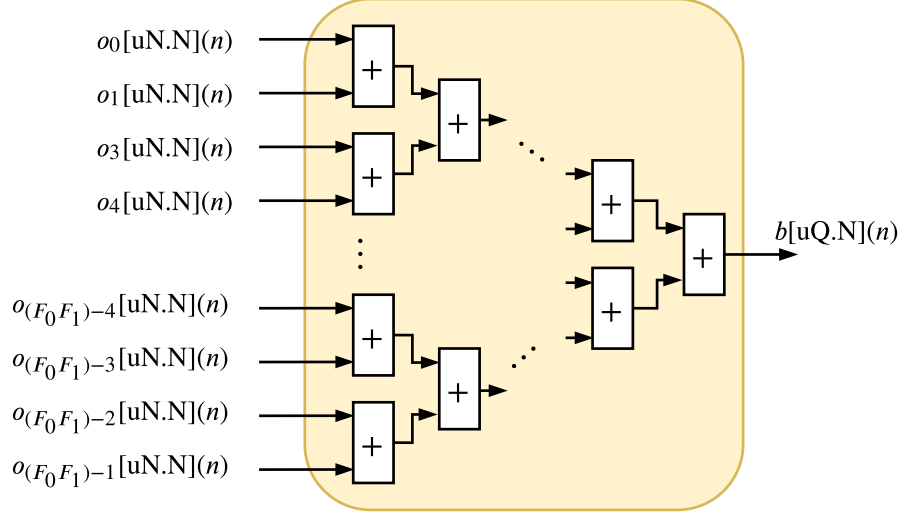 o0[uN.N](n)
+
o1[uN.N](n)
+
o3[uN.N](n)
+
o4[uN.N](n)
+
+
b[uQ.N](n)
+
o(F0F1)−4[uN.N](n)
+
+
o(F0F1)−3[uN.N](n)
+
o(F0F1)−2[uN.N](n)
+
o(F0F1)−1[uN.N](n)